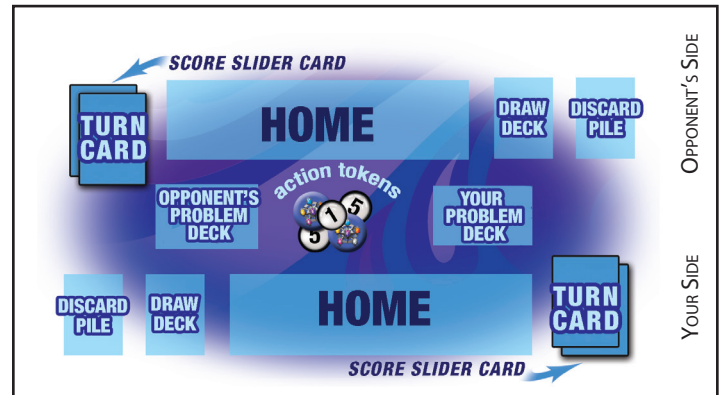 SCORE SLIDER CARD
TURN
CARD
HOME
DRAW
DECK
DISCARD
PILE
OPPONENT'S SIDE
action tokens
OPPONENT'S
PROBLEM
DECK
5
1
5
YOUR
PROBLEM
DECK
DISCARD
PILE
DRAW
DECK
HOME
TURN
CARD
YOUR SIDE
SCORE SLIDER CARD